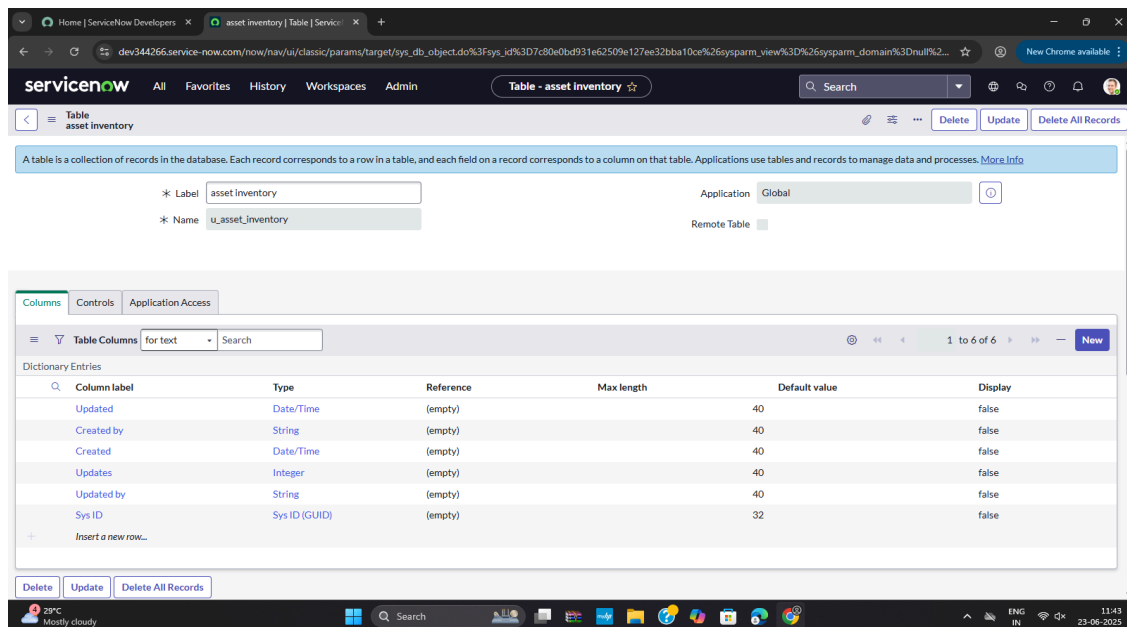 Home | ServiceNow Developers
asset inventory | Table | Service
dev344266.service-now.com/now/nav/ui/classic/params/target/sys_db_object.do%3Fsys_id%3D7c80e0bd931e62509e127ee32bba10ce%26sysparm_view%3D%26sysparm_domain%3Dnull%2...
New Chrome available
servicenow All Favorites History Workspaces Admin Table - asset inventory Search
Table
asset inventory
Delete Update Delete All Records
A table is a collection of records in the database. Each record corresponds to a row in a table, and each field on a record corresponds to a column on that table. Applications use tables and records to manage data and processes. More Info
* Label asset inventory Application Global
* Name u_asset_inventory
Remote Table
Columns Controls Application Access
Table Columns for text Search 1 to 6 of 6 New
Dictionary Entries
Column label Type Reference Max length Default value Display
Updated Date/Time (empty) 40 false
Created by String (empty) 40 false
Created Date/Time (empty) 40 false
Updates Integer (empty) 40 false
Updated by String (empty) 40 false
Sys ID Sys ID (GUID) (empty) 32 false
Insert a new row...
Delete Update Delete All Records
4 29°C
Mostly cloudy
Search
ENG
IN
11:43
23-06-2025